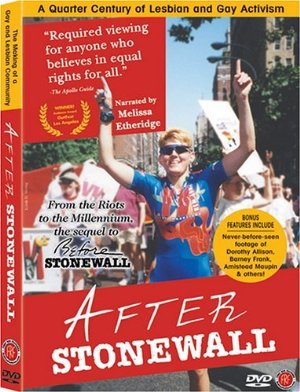 A Quarter Century of Lesbian and Gay Activism
The Making of a
Gay and Lesbian Community
AFTER
STONEWALL
DVD
"Required viewing
for anyone who
believes in equal
rights for all."
-The Apollo Guide
WINNER!
Outfest
Los Angeles
Narrated by
Melissa
Etheridge
From the Riots
to the Millennium,
the sequel to
Before
STONEWALL
BONUS
FEATURES INCLUDE
Never-before-seen
footage of
Dorothy Allison,
Barney Frank,
Armistead Maupin
& others!
AFTER
STONEWALL
DVD